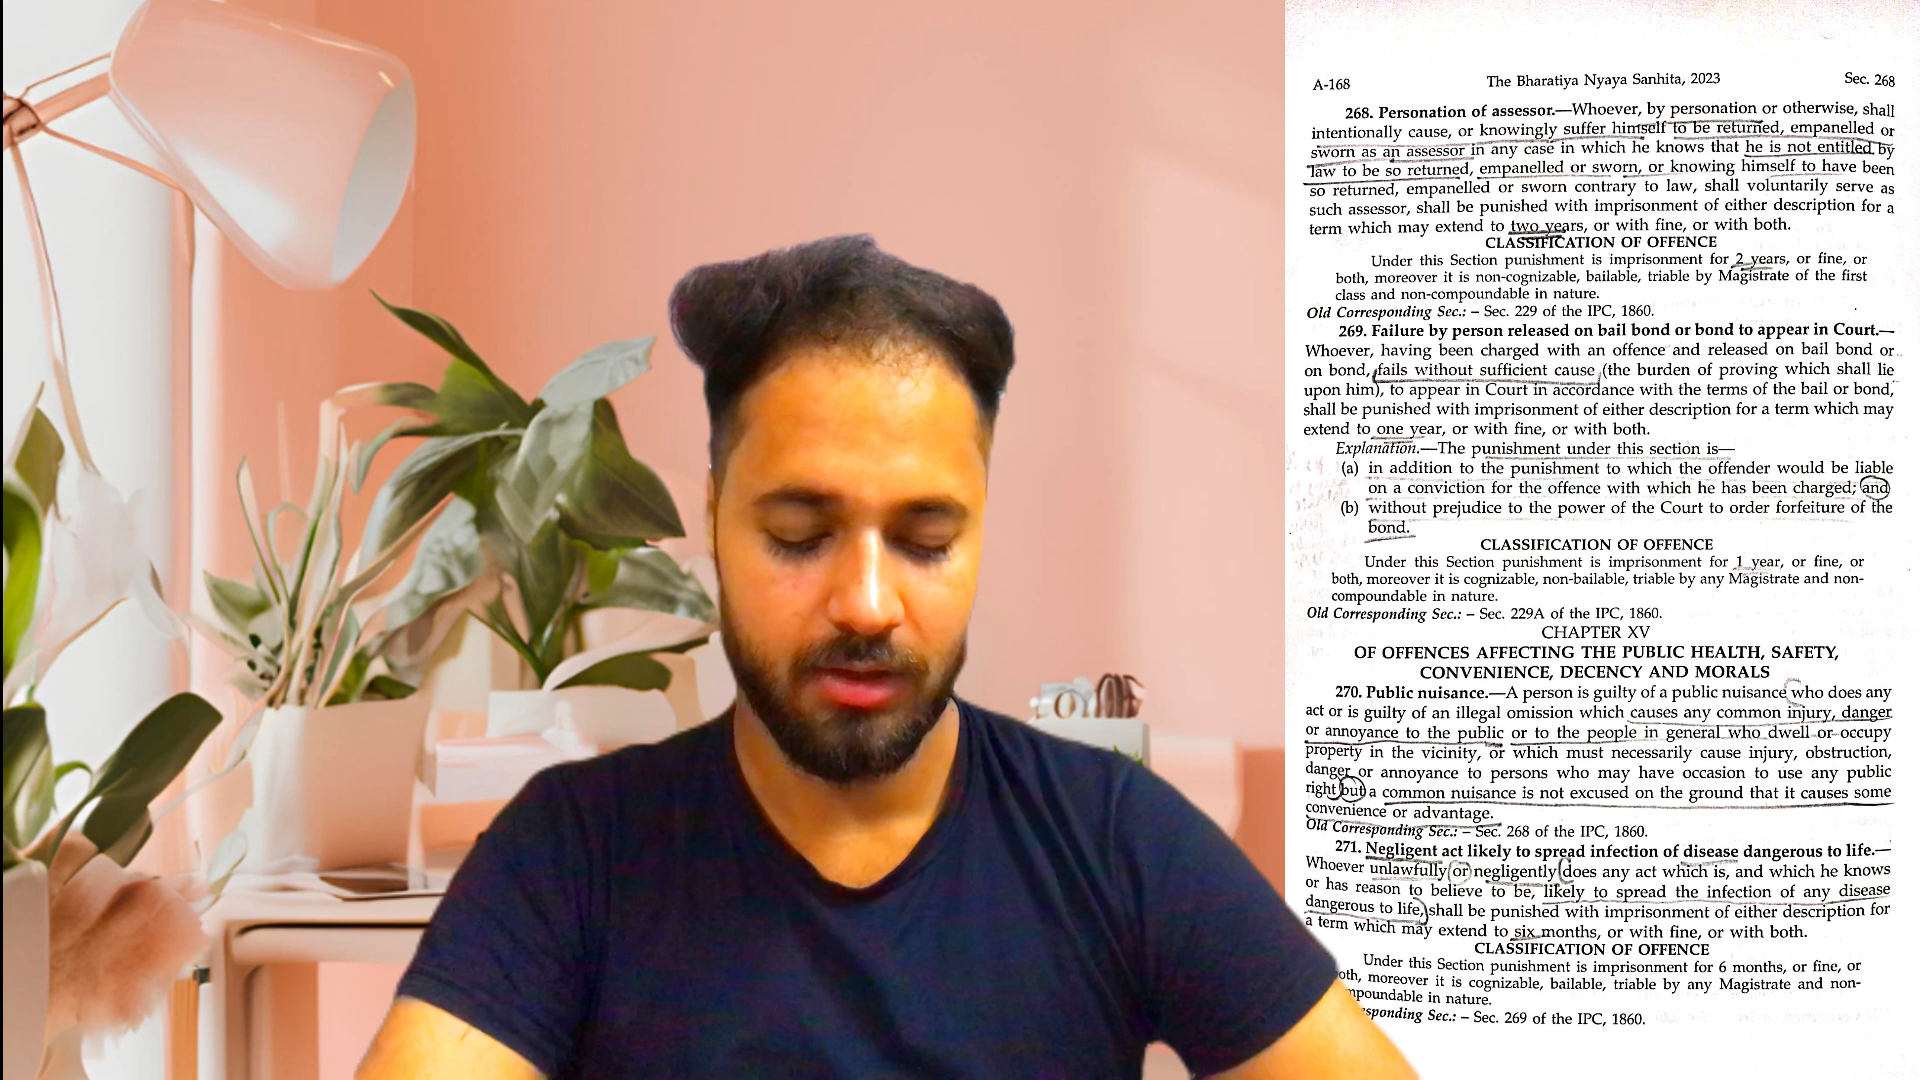 A-168 The Bharatiya Nyaya Sanhita, 2023 Sec. 268
268. Personation of assessor.—Whoever, by personation or otherwise, shall
intentionally cause, or knowingly suffer himself to be returned, empanelled or
sworn as an assessor in any case in which he knows that he is not entitled by
law to be so returned, empanelled or sworn, or knowing himself to have been
so returned, empanelled or sworn contrary to law, shall voluntarily serve as
such assessor, shall be punished with imprisonment of either description for a
term which may extend to two years, or with fine, or with both.
CLASSIFICATION OF OFFENCE
Under this Section punishment is imprisonment for 2 years, or fine, or
both, moreover it is non-cognizable, bailable, triable by Magistrate of the first
class and non-compoundable in nature.
Old Corresponding Sec.: – Sec. 229 of the IPC, 1860.
269. Failure by person released on bail bond or bond to appear in Court.—
Whoever, having been charged with an offence and released on bail bond or
on bond, fails without sufficient cause (the burden of proving which shall lie
upon him), to appear in Court in accordance with the terms of the bail or bond,
shall be punished with imprisonment of either description for a term which may
extend to one year, or with fine, or with both.
Explanation.—The punishment under this section is—
(a) in addition to the punishment to which the offender would be liable
on a conviction for the offence with which he has been charged; and
(b) without prejudice to the power of the Court to order forfeiture of the
bond.
CLASSIFICATION OF OFFENCE
Under this Section punishment is imprisonment for 1 year, or fine, or
both, moreover it is cognizable, non-bailable, triable by any Magistrate and non-
compoundable in nature.
Old Corresponding Sec.: – Sec. 229A of the IPC, 1860.
CHAPTER XV
OF OFFENCES AFFECTING THE PUBLIC HEALTH, SAFETY,
CONVENIENCE, DECENCY AND MORALS
270. Public nuisance.—A person is guilty of a public nuisance who does any
act or is guilty of an illegal omission which causes any common injury, danger
or annoyance to the public or to the people in general who dwell or occupy
property in the vicinity, or which must necessarily cause injury, obstruction,
danger or annoyance to persons who may have occasion to use any public
right but a common nuisance is not excused on the ground that it causes some
convenience or advantage.
Old Corresponding Sec.: – Sec. 268 of the IPC, 1860.
271. Negligent act likely to spread infection of disease dangerous to life.—
Whoever unlawfully or negligently does any act which is, and which he knows
or has reason to believe to be, likely to spread the infection of any disease
dangerous to life, shall be punished with imprisonment of either description for
a term which may extend to six months, or with fine, or with both.
CLASSIFICATION OF OFFENCE
Under this Section punishment is imprisonment for 6 months, or fine, or
oth, moreover it is cognizable, bailable, triable by any Magistrate and non-
mpoundable in nature.
sponding Sec.: – Sec. 269 of the IPC, 1860.